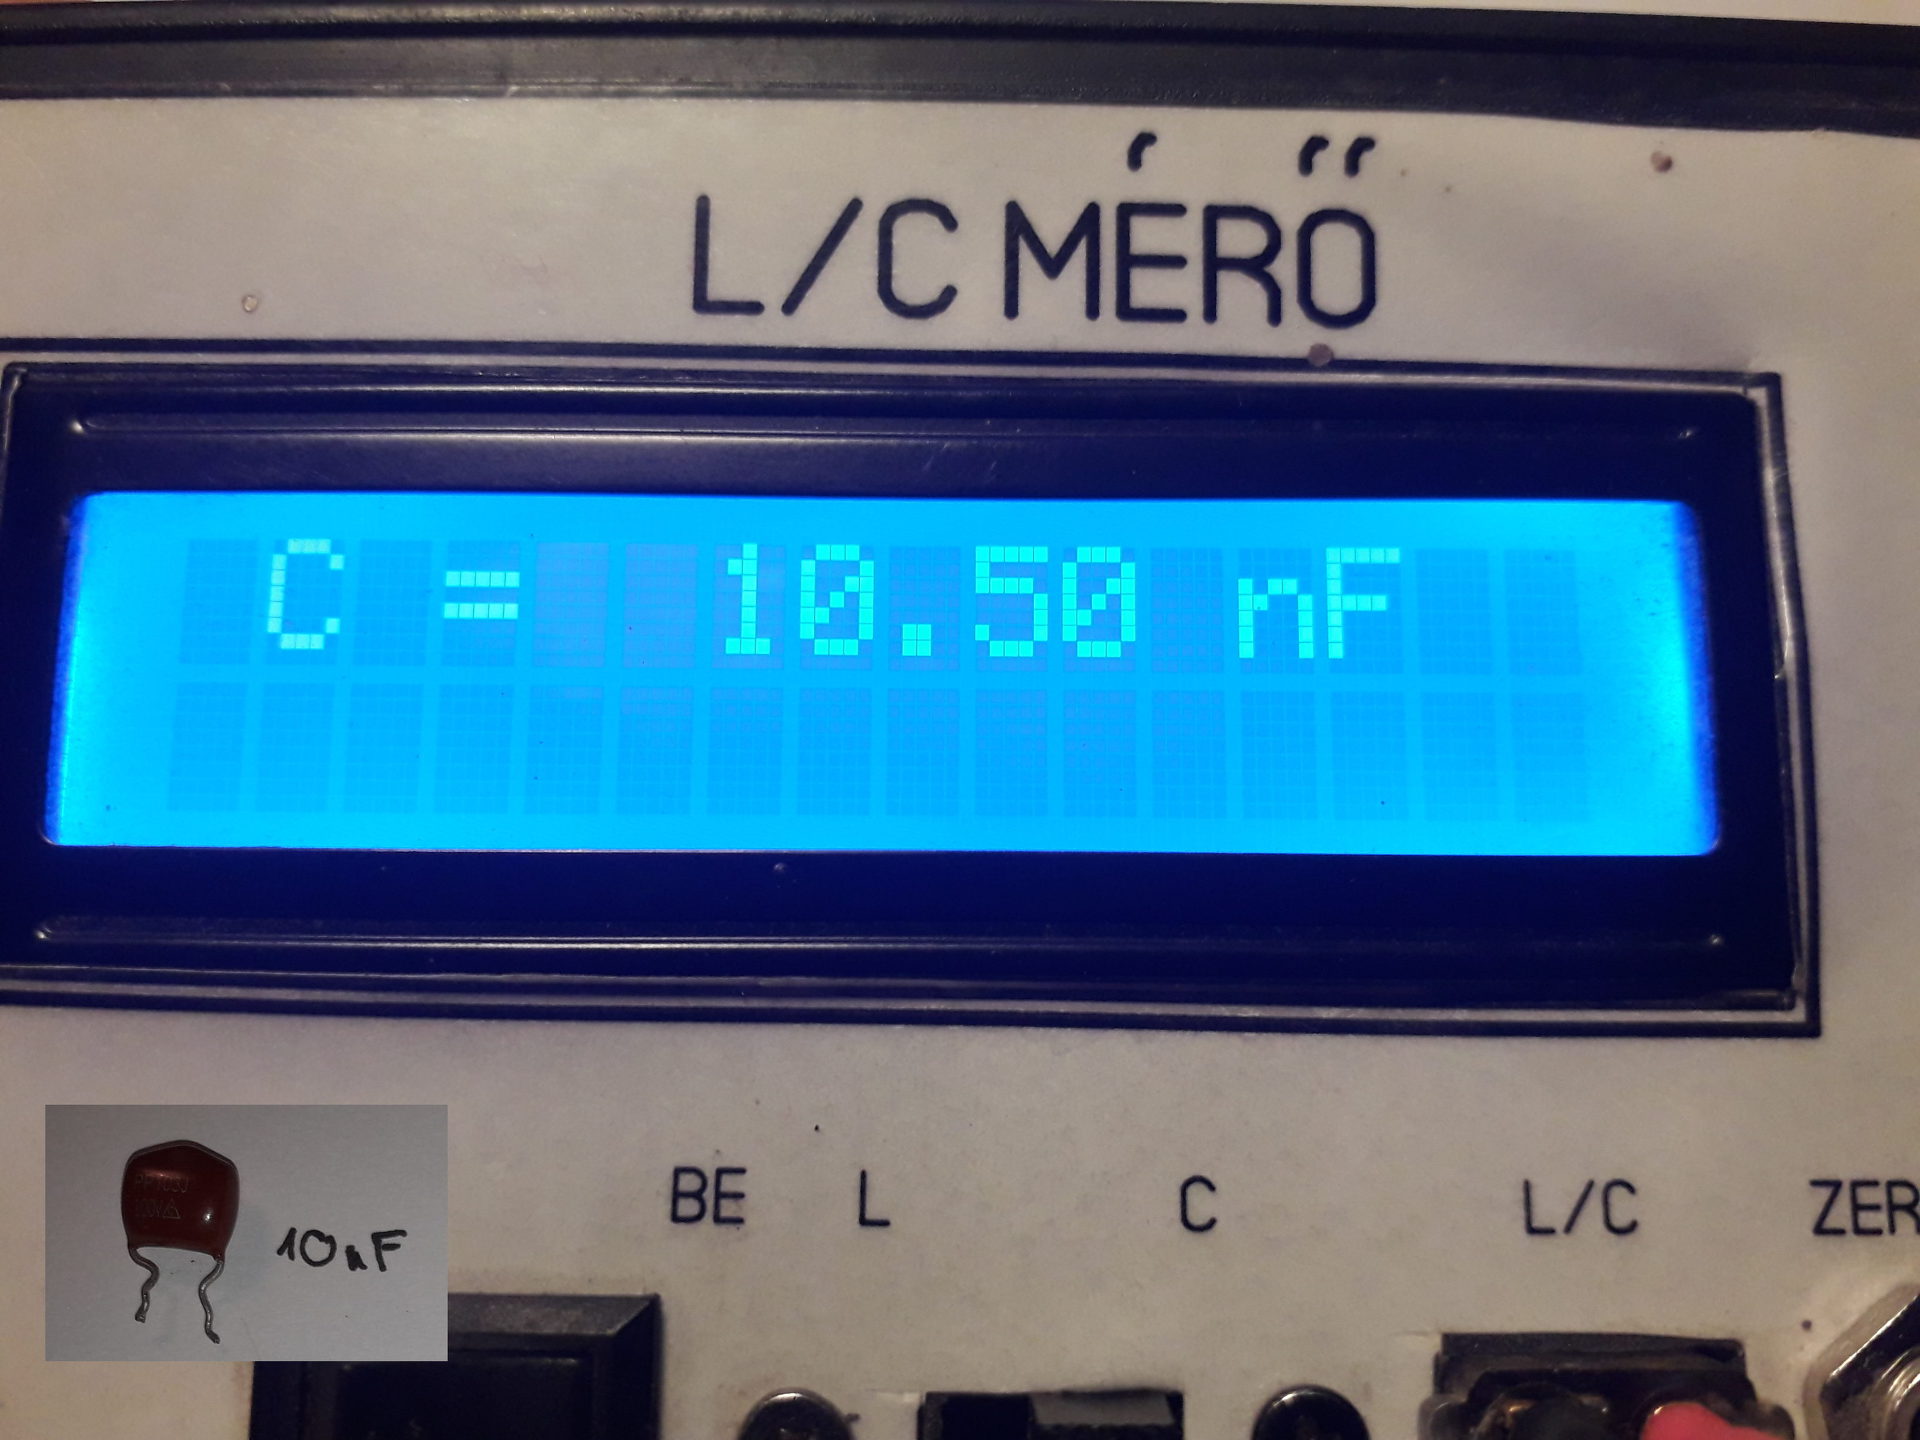 L/C MÉRŐ
C = 10.50 nF
BE L C L/C ZER
10nF